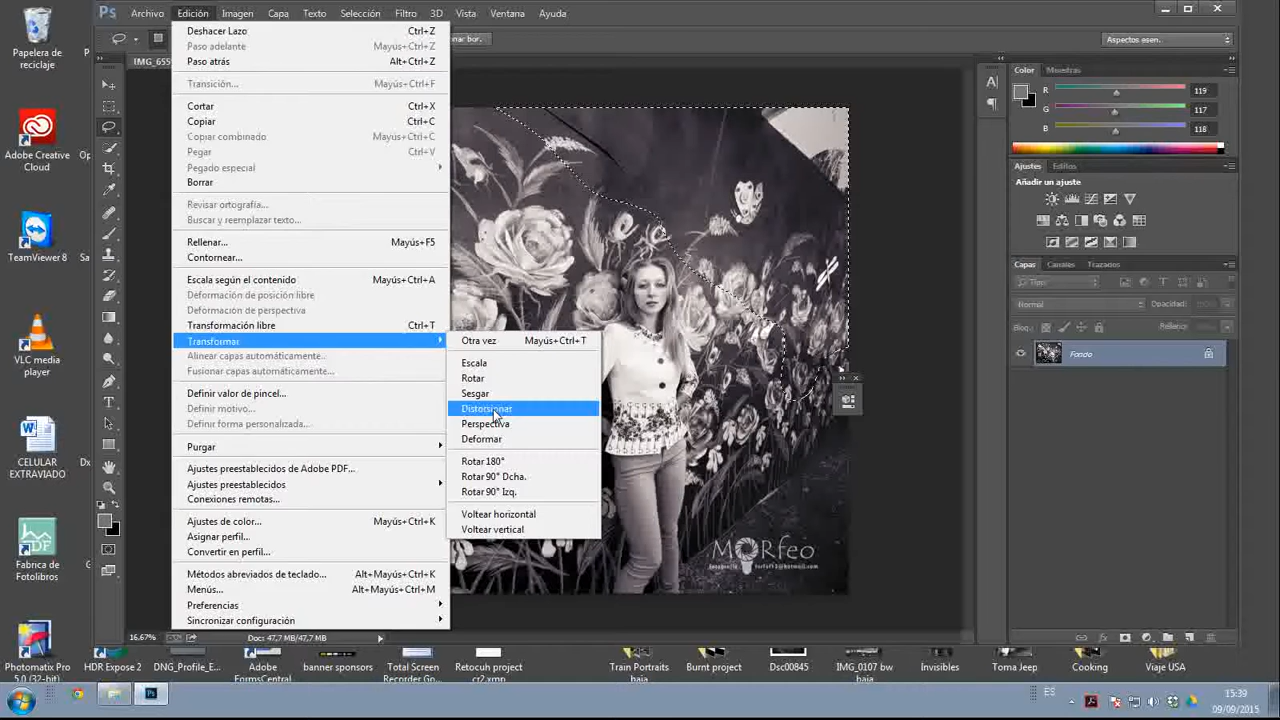 Papelera de
reciclaje
Adobe Creative
Cloud
TeamViewer 8
VLC media
player
CELULAR
EXTRAVIADO
Fabrica de
Fotolibros
Photomatix Pro
5.0 (32-bit)
Ps Archivo Edición Imagen Capa Texto Selección Filtro 3D Vista Ventana Ayuda
Aspectos esen.
Deshacer Lazo Ctrl+Z
Paso adelante Mayús+Ctrl+Z
Paso atrás Alt+Ctrl+Z
Transición... Mayús+Ctrl+F
Cortar Ctrl+X
Copiar Ctrl+C
Copiar combinado Mayús+Ctrl+C
Pegar Ctrl+V
Pegado especial
Borrar
Revisar ortografía...
Buscar y reemplazar texto...
Rellenar... Mayús+F5
Contornear...
Escala según el contenido Mayús+Alt+Ctrl+C
Deformación de posición libre
Deformación de perspectiva
Transformación libre Ctrl+T
Transformar
Alinear capas automáticamente...
Fusionar capas automáticamente...
Definir valor de pincel...
Definir motivo...
Definir forma personalizada...
Purgar
Ajustes preestablecidos de Adobe PDF...
Ajustes preestablecidos
Conexiones remotas...
Ajustes de color... Mayús+Ctrl+K
Asignar perfil...
Convertir en perfil...
Métodos abreviados de teclado... Alt+Mayús+Ctrl+K
Menús... Alt+Mayús+Ctrl+M
Preferencias
Sincronizar configuración
Otra vez Mayús+Ctrl+T
Escala
Rotar
Sesgar
Distorsionar
Perspectiva
Deformar
Rotar 180°
Rotar 90° Dcha.
Rotar 90° Izq.
Voltear horizontal
Voltear vertical
MORfeo
Color Muestras
R 119
G 117
B 118
Ajustes Estilos
Añadir un ajuste
Capas Canales Trazados
Tipo
Normal Opacidad:
Bloq.: Relleno:
Fondo
16.67% Doc: 47,7 MB/47,7 MB
HDR Expose 2
DNG_Profile_E...
Adobe
FormsCentral
banner sponsors
Total Screen
Recorder Go...
Retocuh project
cr2.xmp
Train Portraits
baja
Burnt project
Dsc00845
IMG_0107 bw
baja
Invisibles
Toma Jeep
Cooking
Viaje USA
Ps
ES
15:39
09/09/2015